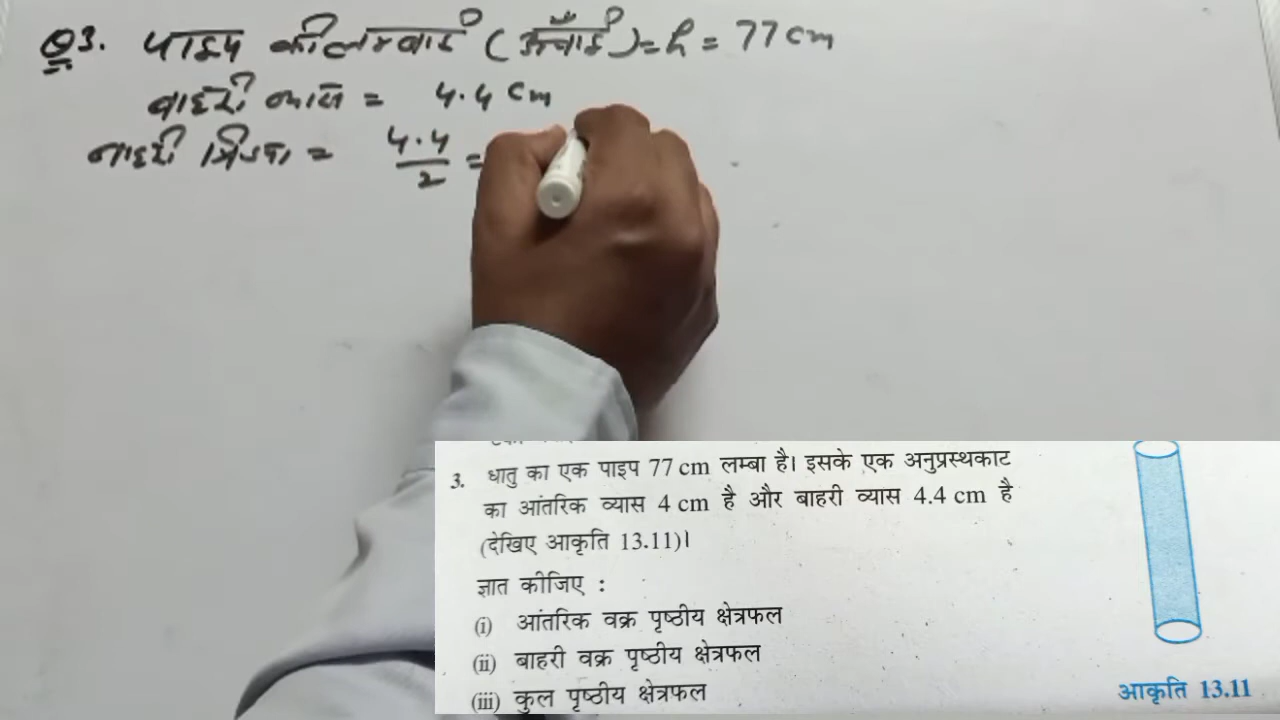 Q3. पाइप की लम्बाई (ऊँचाई) = h = 77 cm
बाहरी व्यास = 4.4 cm
बाहरी त्रिज्या = 4.4/2 =
3. धातु का एक पाइप 77 cm लम्बा है। इसके एक अनुप्रस्थकाट
का आंतरिक व्यास 4 cm है और बाहरी व्यास 4.4 cm है
(देखिए आकृति 13.11)।
ज्ञात कीजिए :
(i) आंतरिक वक्र पृष्ठीय क्षेत्रफल
(ii) बाहरी वक्र पृष्ठीय क्षेत्रफल
(iii) कुल पृष्ठीय क्षेत्रफल
आकृति 13.11